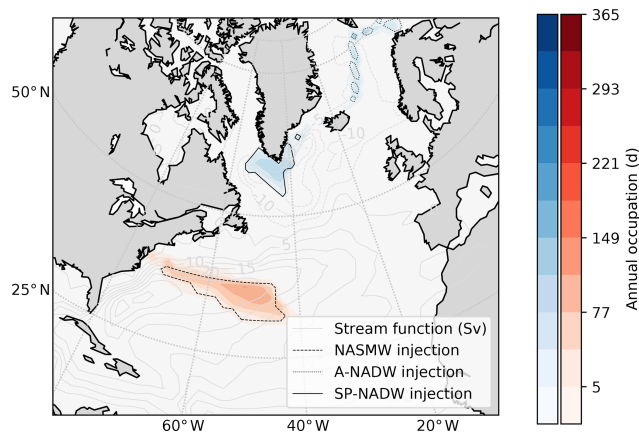 50°N
25°N
60°W
40°W
20°W
-10
-10
5
10
15
Stream function (Sv)
NASMW injection
A-NADW injection
SP-NADW injection
365
293
221
149
77
5
Annual occupation (d)